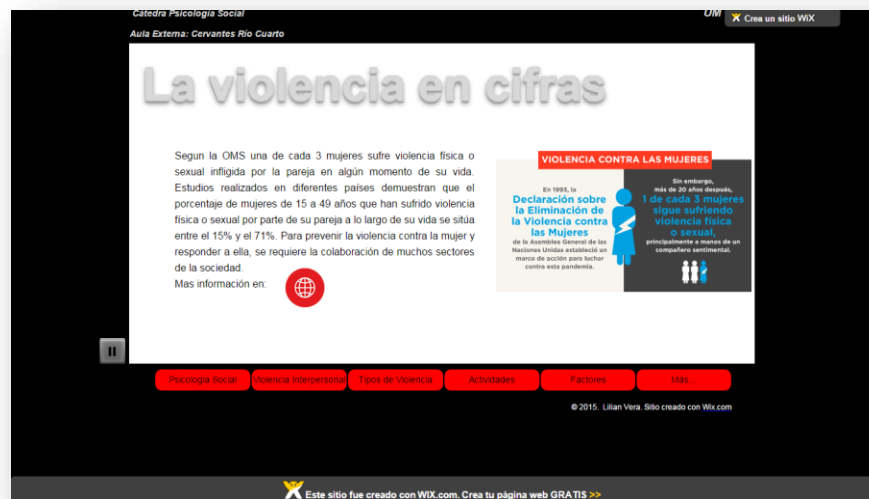 Cátedra Psicología Social
UM
Crea un sitio WiX
Aula Externa: Cervantes Río Cuarto
La violencia en cifras
Segun la OMS una de cada 3 mujeres sufre violencia física o
sexual infligida por la pareja en algún momento de su vida.
Estudios realizados en diferentes países demuestran que el
porcentaje de mujeres de 15 a 49 años que han sufrido violencia
física o sexual por parte de su pareja a lo largo de su vida se sitúa
entre el 15% y el 71%. Para prevenir la violencia contra la mujer y
responder a ella, se requiere la colaboración de muchos sectores
de la sociedad.
Mas información en:
VIOLENCIA CONTRA LAS MUJERES
En 1993, la
Declaración sobre
la Eliminación de
la Violencia contra
las Mujeres
de la Asamblea General de las
Naciones Unidas estableció un
marco de acción para luchar
contra esta pandemia.
Sin embargo,
más de 20 años después,
1 de cada 3 mujeres
sigue sufriendo
violencia física
o sexual,
principalmente a manos de un
compañero sentimental.
Psicología Social
Violencia Interpersonal
Tipos de Violencia
Actividades
Factores
Más...
© 2015. Lilian Vera. Sitio creado con Wix.com
Este sitio fue creado con WIX.com. Crea tu página web GRATIS >>